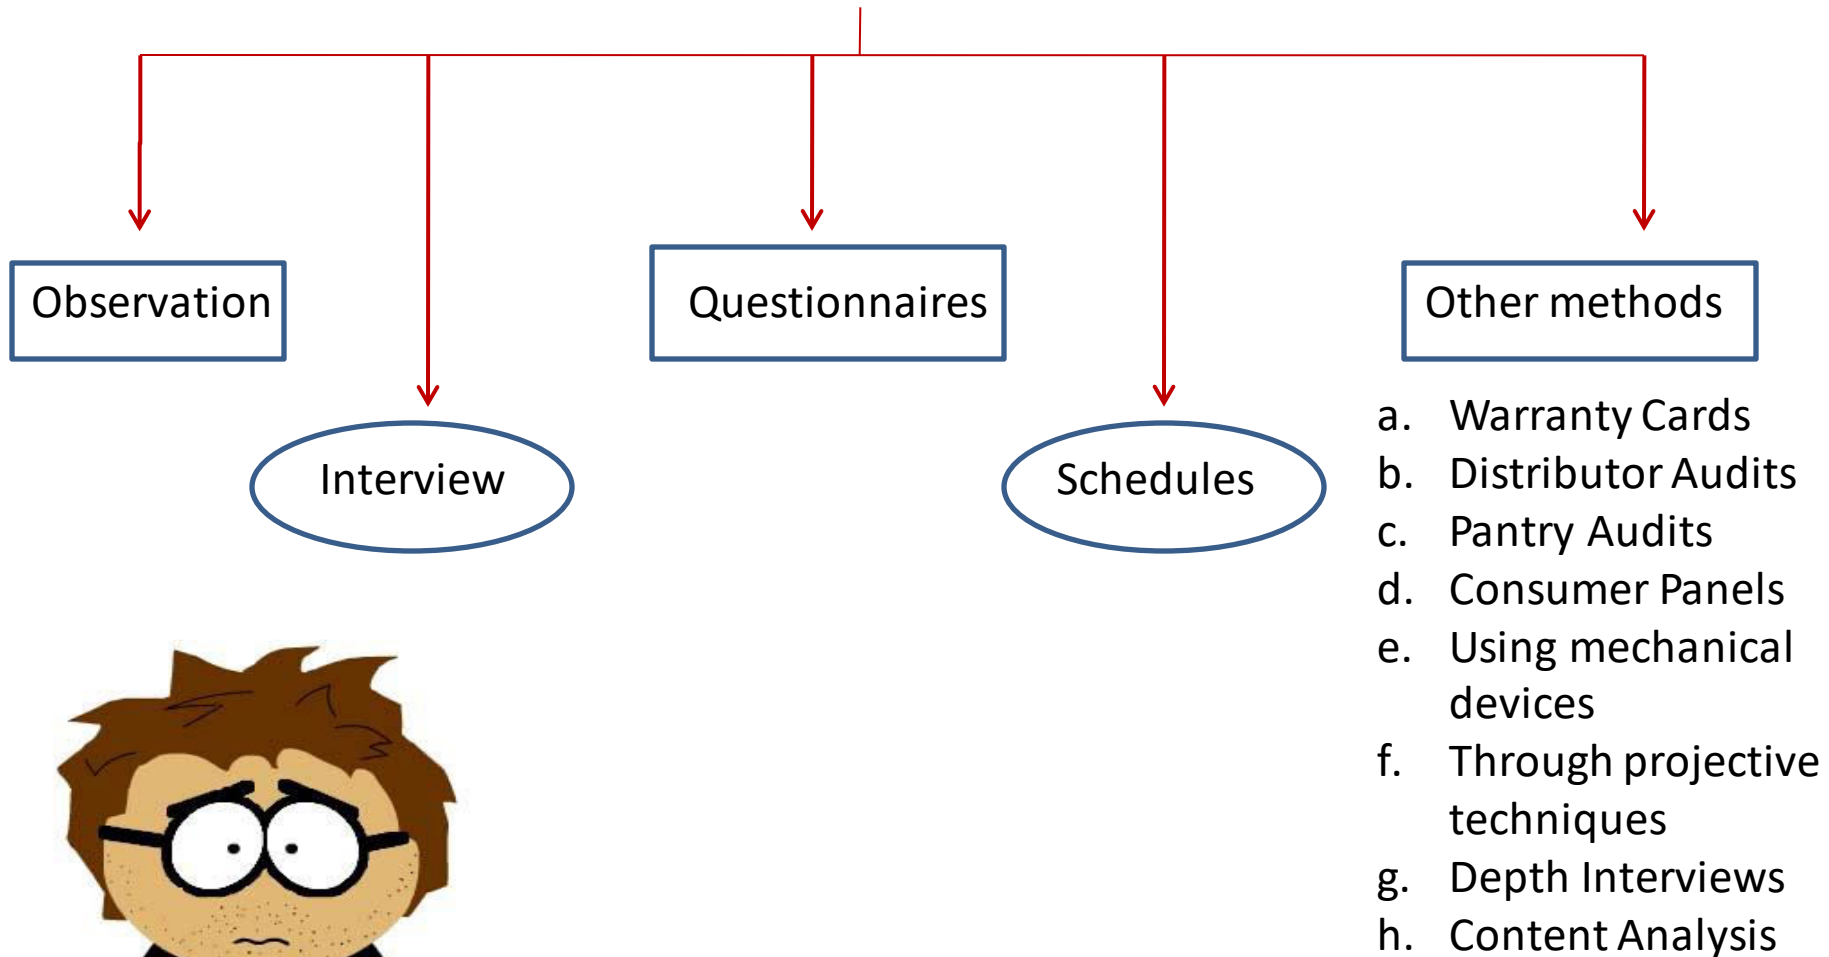 Observation
Questionnaires
Other methods
Interview
Schedules
a. Warranty Cards
b. Distributor Audits
c. Pantry Audits
d. Consumer Panels
e. Using mechanical
devices
f. Through projective
techniques
g. Depth Interviews
h. Content Analysis